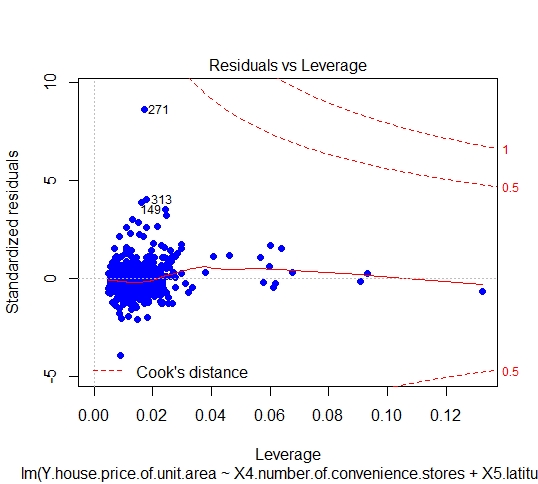 Residuals vs Leverage
10
5
0
-5
Standardized residuals
271
313
149
1
0.5
0.5
Cook's distance
0.00 0.02 0.04 0.06 0.08 0.10 0.12
Leverage
lm(Y.house.price.of.unit.area ~ X4.number.of.convenience.stores + X5.latitu